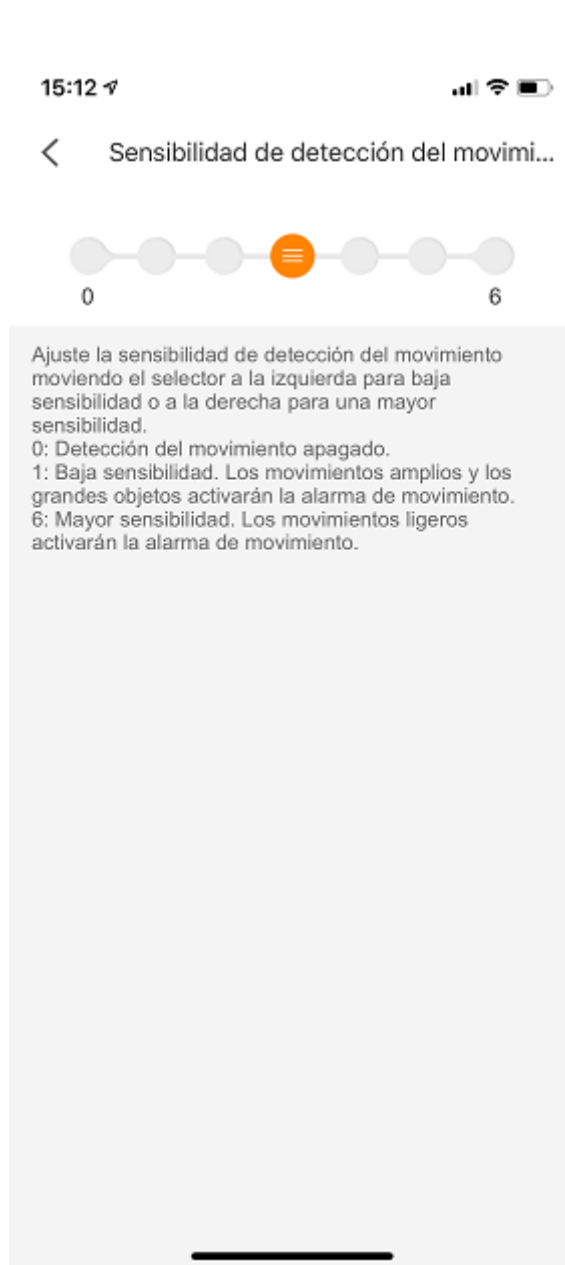 15:12
Sensibilidad de detección del movimi...
0
6
Ajuste la sensibilidad de detección del movimiento
moviendo el selector a la izquierda para baja
sensibilidad o a la derecha para una mayor
sensibilidad.
0: Detección del movimiento apagado.
1: Baja sensibilidad. Los movimientos amplios y los
grandes objetos activarán la alarma de movimiento.
6: Mayor sensibilidad. Los movimientos ligeros
activarán la alarma de movimiento.